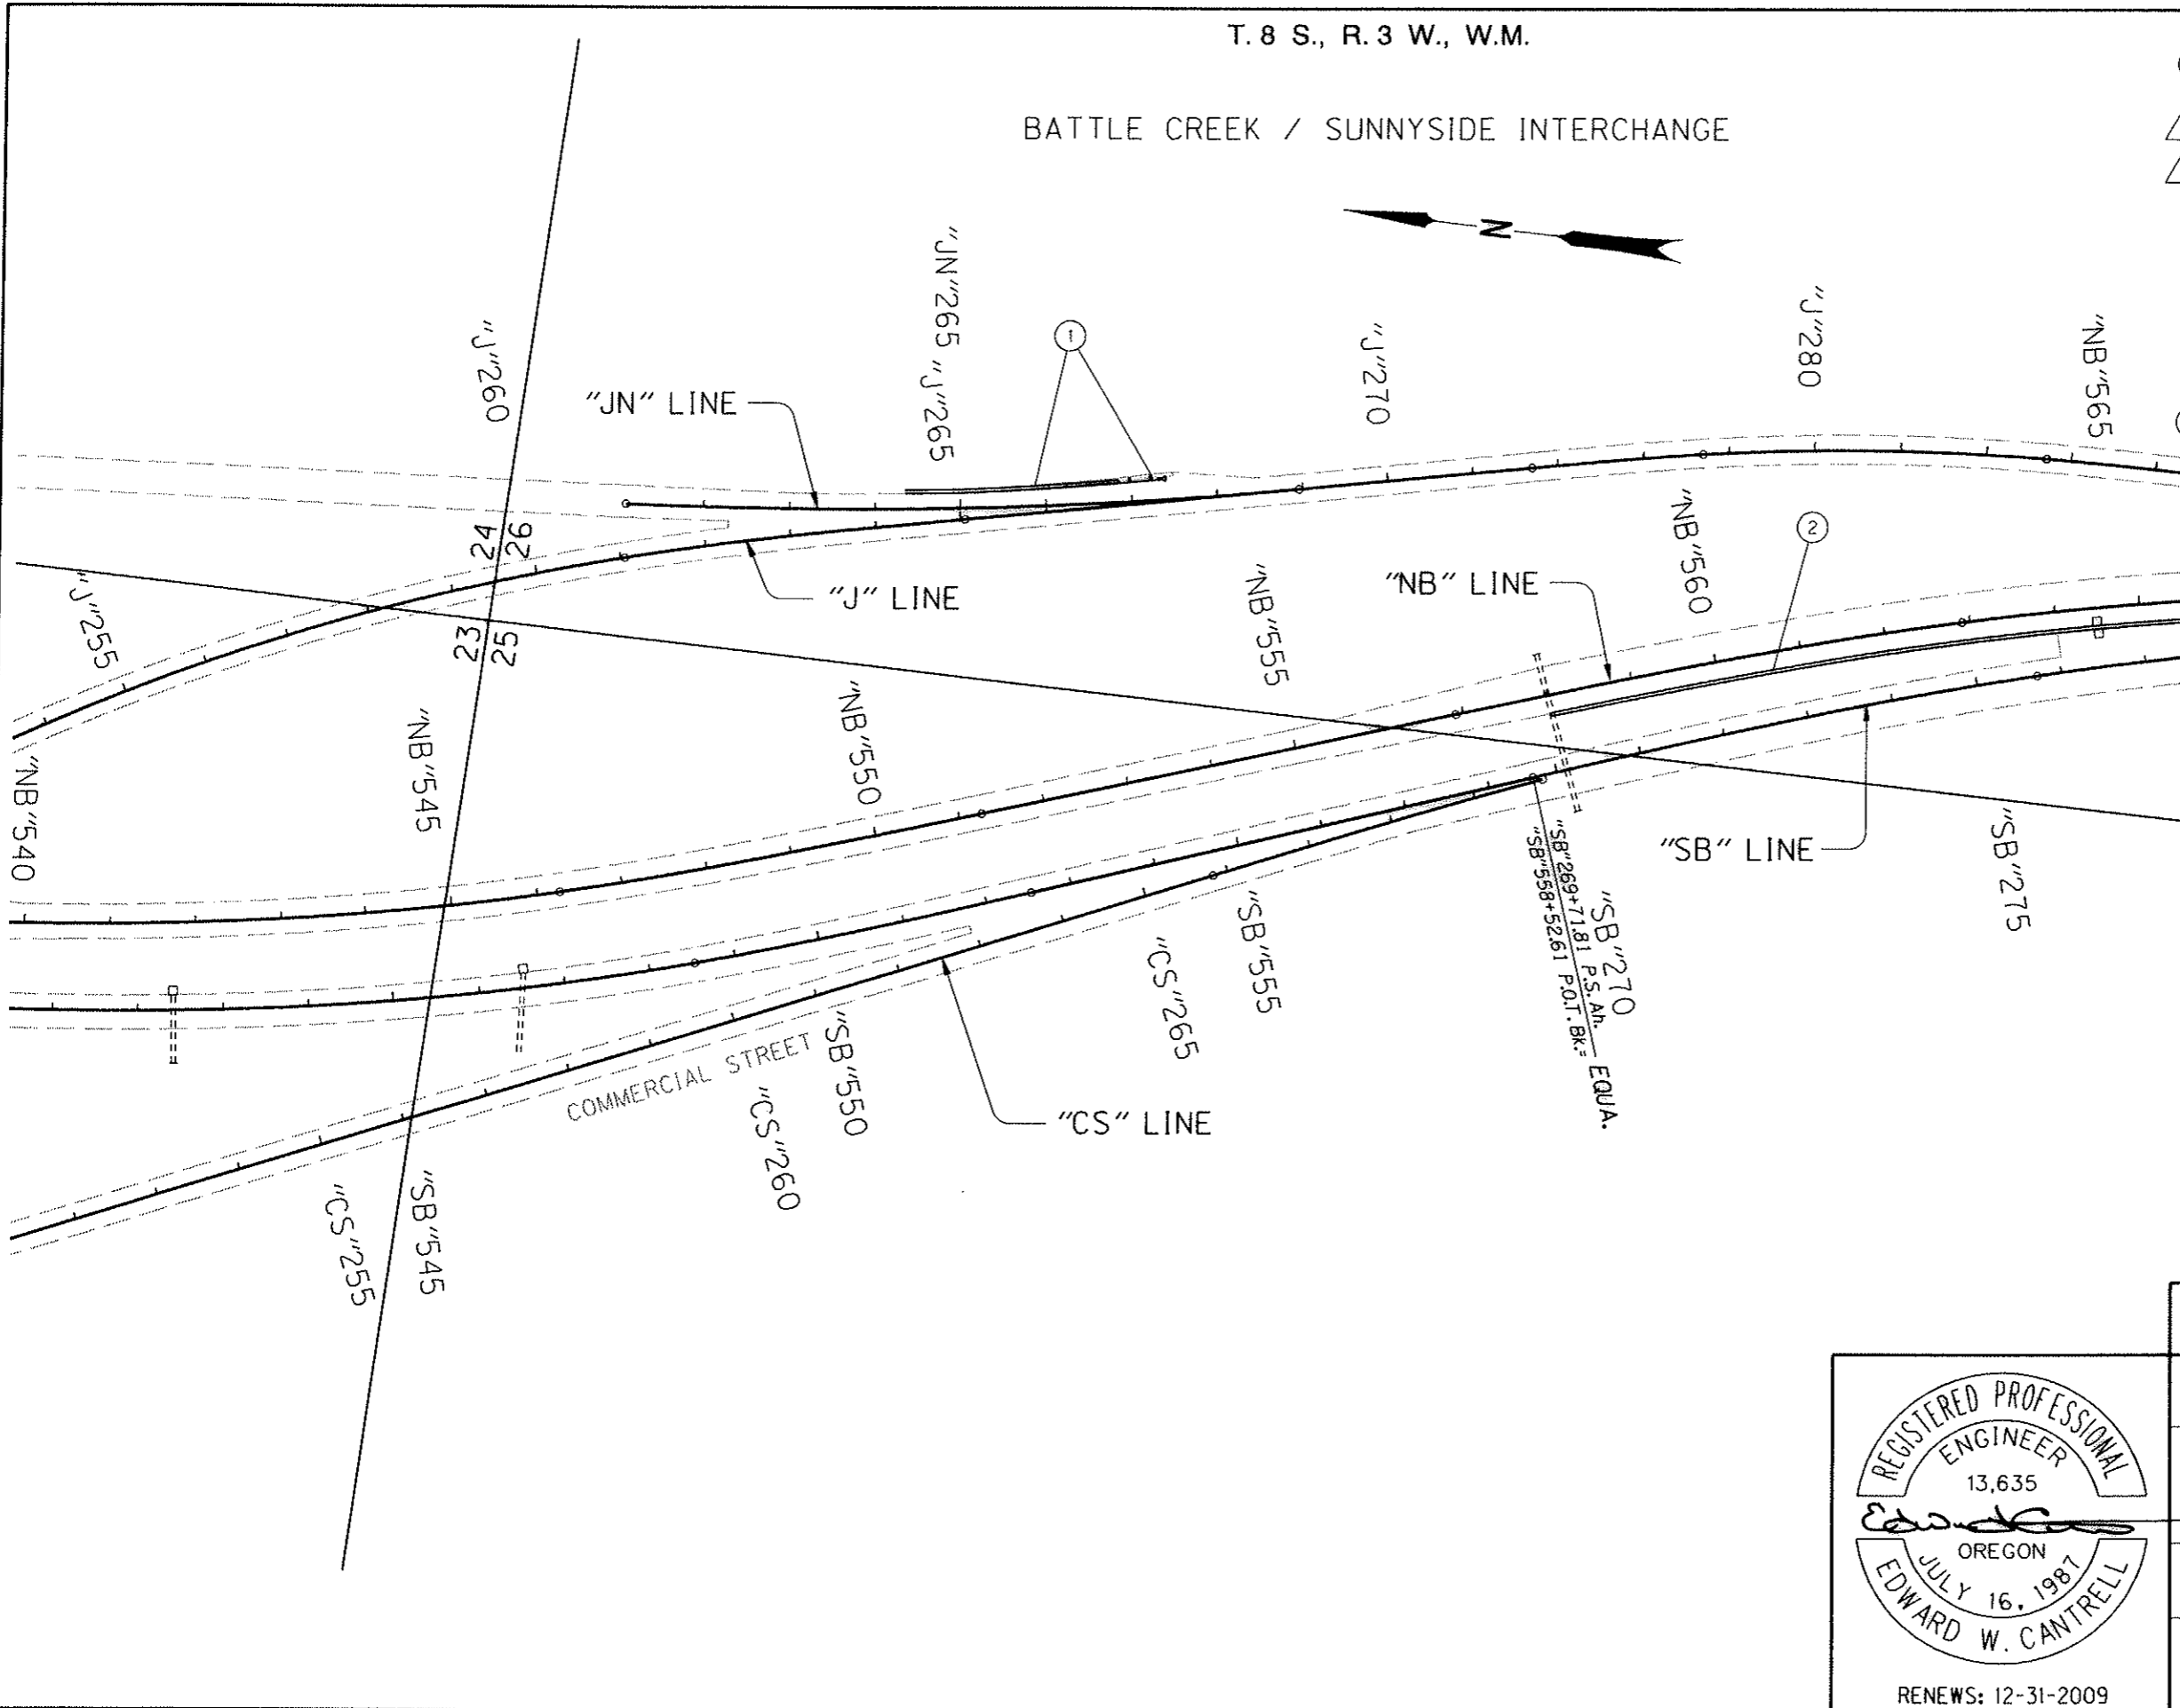 T. 8 S., R. 3 W., W.M.
BATTLE CREEK / SUNNYSIDE INTERCHANGE
N
"J"260
"JN" LINE
"JN"265
"J"265
1
"J"270
"J"280
"NB"565
24
26
23
25
"J"255
"J" LINE
"NB"555
"NB" LINE
"NB"560
2
"NB"540
"NB"545
"NB"550
"SB" LINE
"SB"275
"SB"270
"SB"269+71.81 P.S. Ah.
"SB"558+52.61 P.O.T. BK.=
EQUA.
"SB"555
"CS"265
COMMERCIAL STREET
"SB"550
"CS"260
"CS" LINE
"CS"255
"SB"545
REGISTERED PROFESSIONAL
ENGINEER
13,635
OREGON
JULY 16, 1987
EDWARD W. CANTRELL
RENEWS: 12-31-2009